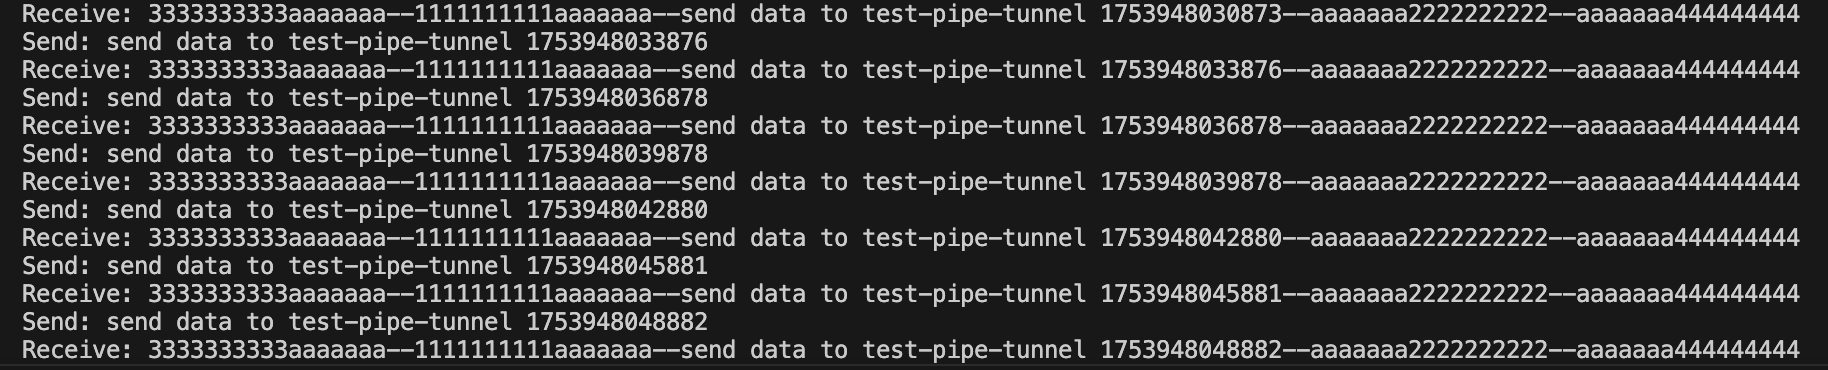 Receive: 3333333333aaaaaaa--1111111111aaaaaaa--send data to test-pipe-tunnel 1753948030873--aaaaaaa2222222222--aaaaaaa444444444
Send: send data to test-pipe-tunnel 1753948033876
Receive: 3333333333aaaaaaa--1111111111aaaaaaa--send data to test-pipe-tunnel 1753948033876--aaaaaaa2222222222--aaaaaaa444444444
Send: send data to test-pipe-tunnel 1753948036878
Receive: 3333333333aaaaaaa--1111111111aaaaaaa--send data to test-pipe-tunnel 1753948036878--aaaaaaa2222222222--aaaaaaa444444444
Send: send data to test-pipe-tunnel 1753948039878
Receive: 3333333333aaaaaaa--1111111111aaaaaaa--send data to test-pipe-tunnel 1753948039878--aaaaaaa2222222222--aaaaaaa444444444
Send: send data to test-pipe-tunnel 1753948042880
Receive: 3333333333aaaaaaa--1111111111aaaaaaa--send data to test-pipe-tunnel 1753948042880--aaaaaaa2222222222--aaaaaaa444444444
Send: send data to test-pipe-tunnel 1753948045881
Receive: 3333333333aaaaaaa--1111111111aaaaaaa--send data to test-pipe-tunnel 1753948045881--aaaaaaa2222222222--aaaaaaa444444444
Send: send data to test-pipe-tunnel 1753948048882
Receive: 3333333333aaaaaaa--1111111111aaaaaaa--send data to test-pipe-tunnel 1753948048882--aaaaaaa2222222222--aaaaaaa444444444